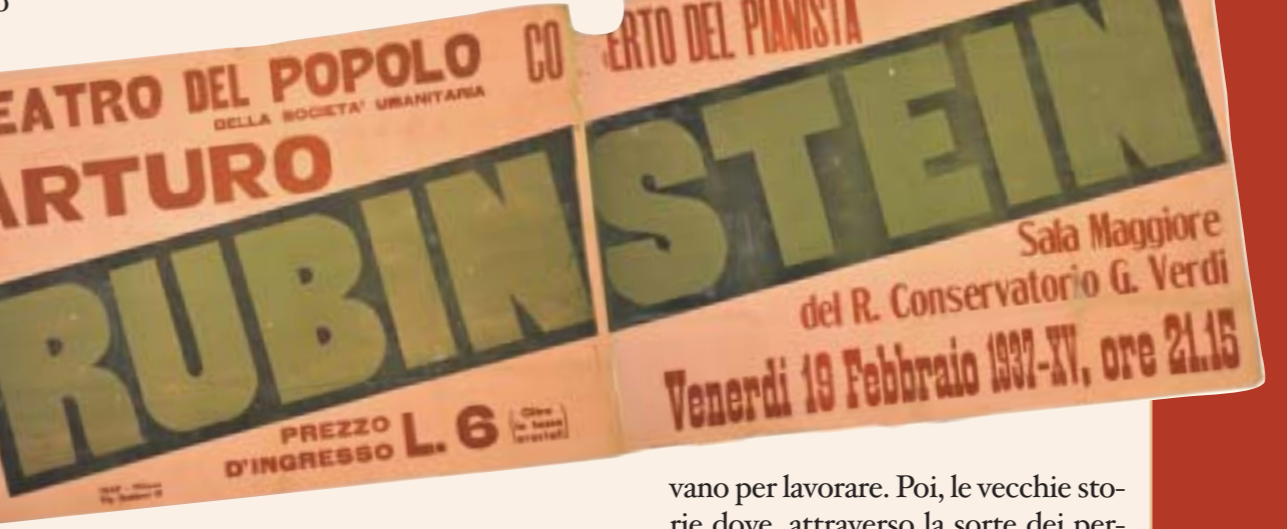 EATRO DEL POPOLO
DELLA SOCIETA' UMANITARIA
CO ERTO DEL PIANISTA
ARTURO
RUBINSTEIN
Sala Maggiore
del R. Conservatorio G. Verdi
Venerdi 19 Febbraio 1937-XV, ore 21.15
PREZZO
D'INGRESSO L. 6
vano per lavorare. Poi, le vecchie sto-
rie dove, attraverso la sorte dei per-